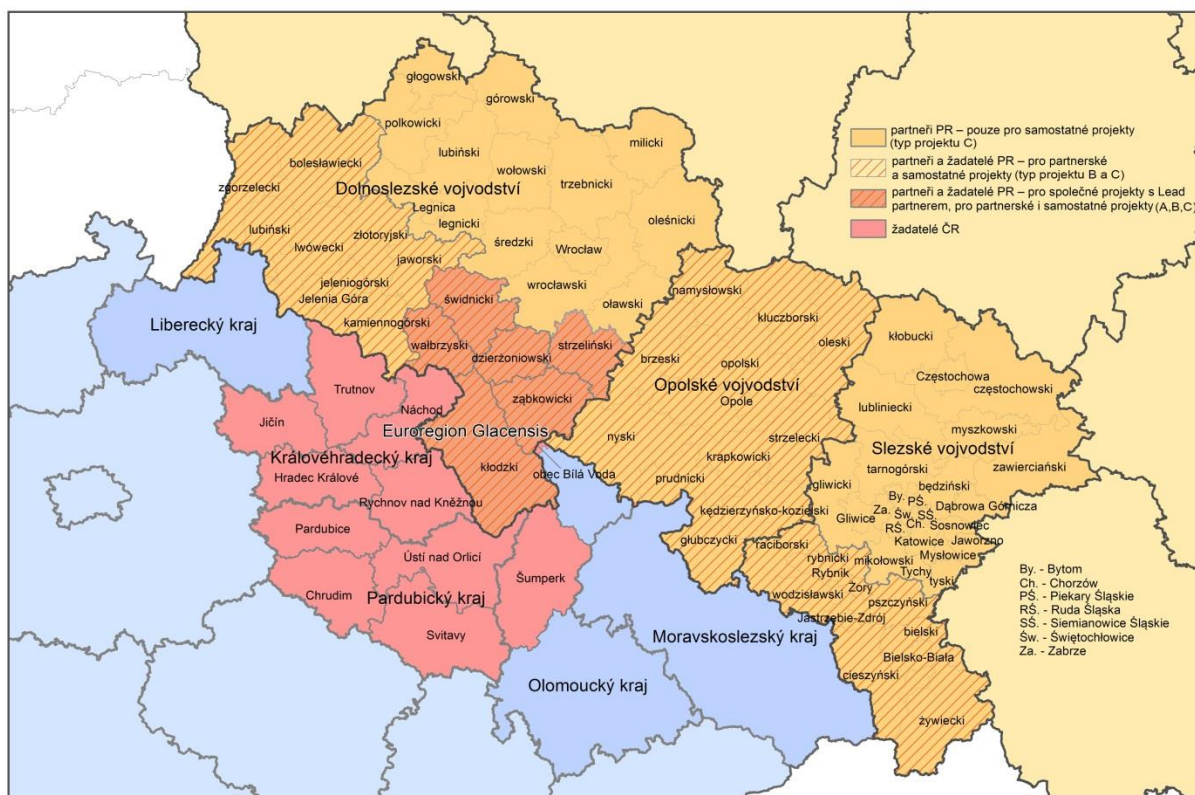 głogowski
górowski
polkowicki
milicki
lubiński
bolesławiecki
wołowski
trzebnicki
zgorzelecki
Dolnoslezské vojvodství
Legnica
oleśnicki
legnicki
lubiński
złotoryjski
średzki
Wrocław
lwówecki
jaworski
jeleniogórski
wrocławski
Jelenia Góra
świdnicki
oławski
namysłowski
kamiennogórski
kluczborski
Liberecký kraj
wałbrzyski
strzeliński
kłobucki
oleski
dzierżoniowski
brzeski
opolski
Częstochowa
Trutnov
Opolské vojvodství
częstochowski
ząbkowicki
Opole
lubliniecki
Náchod
Jičín
Euroregion Glacensis
nyski
myszkowski
strzelecki
Slezské vojvodství
Královéhradecký kraj
krapkowicki
kłodzki
obec Bílá Voda
tarnogórski
zawierciański
Hradec Králové
prudnicki
gliwicki
będziński
Rychnov nad Kněžnou
By.
PŚ.
Dąbrowa Górnicza
kędzierzyńsko-kozielski
Gliwice
Za.
Św.
SŚ.
Pardubice
RŚ.
Ch.
Sosnowiec
głubczycki
raciborski
Katowice
Jaworzno
Ústí nad Orlicí
rybnicki
mikołowski
Mysłowice
Šumperk
Rybnik
Tychy
tyski
Chrudim
Pardubický kraj
wodzisławski
Żory
pszczyński
Jastrzębie-Zdrój
Svitavy
Moravskoslezský kraj
bielski
Bielsko-Biała
cieszyński
Olomoucký kraj
żywiecki
partneři PR – pouze pro samostatné projekty
(typ projektu C)
partneři a žadatelé PR – pro partnerské
a samostatné projekty (typ projektu B a C)
partneři a žadatelé PR – pro společné projekty s Lead
partnerem, pro partnerské i samostatné projekty (A,B,C)
žadatelé ČR
By. - Bytom
Ch. - Chorzów
PŚ. - Piekary Śląskie
RŚ. - Ruda Śląska
SŚ. - Siemianowice Śląskie
Św. - Świętochłowice
Za. - Zabrze